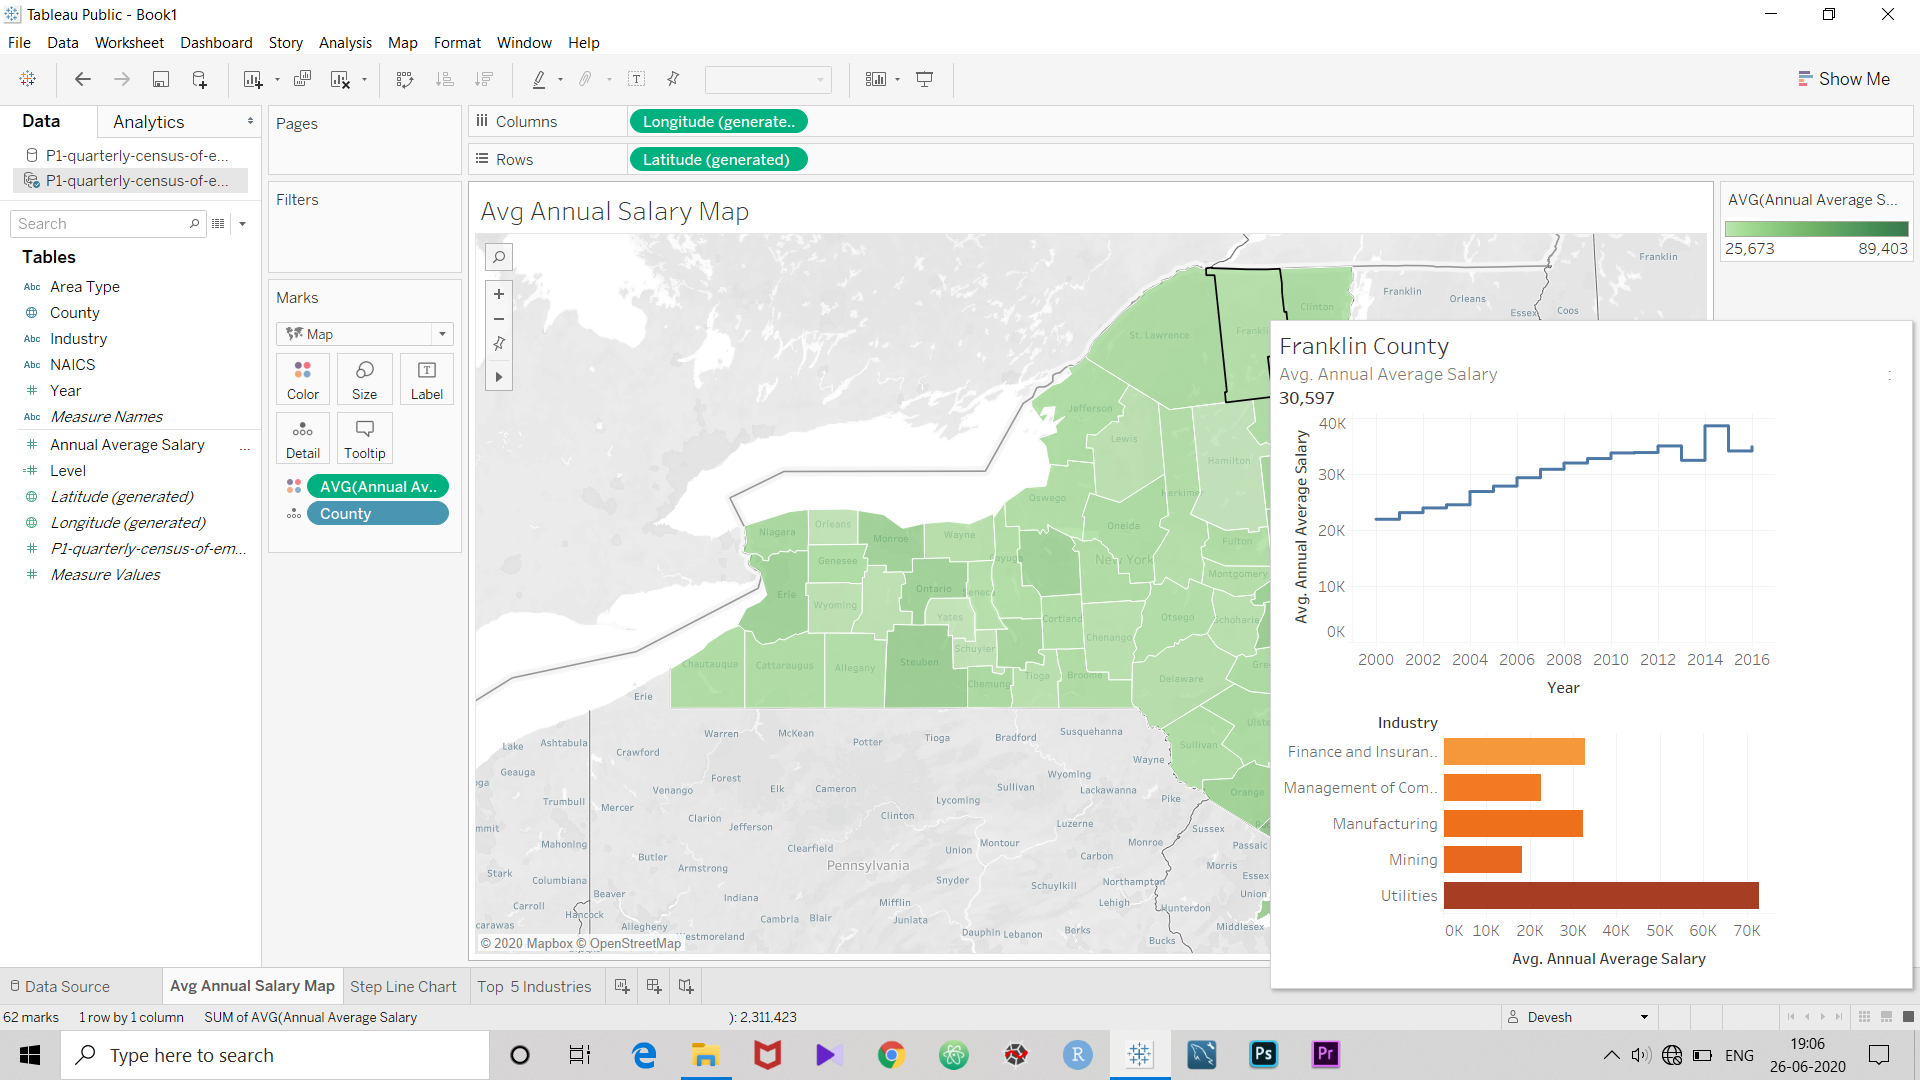 Tableau Public - Book1
File Data Worksheet Dashboard Story Analysis Map Format Window Help
Show Me
Data Analytics
P1-quarterly-census-of-e...
P1-quarterly-census-of-e...
Search
Tables
Abc Area Type
County
Abc Industry
Abc NAICS
# Year
Abc Measure Names
# Annual Average Salary ...
=# Level
Latitude (generated)
Longitude (generated)
# P1-quarterly-census-of-em...
# Measure Values
Pages
Filters
Marks
Map
Color Size Label
Detail Tooltip
AVG(Annual Av..
County
Columns Longitude (generate..
Rows Latitude (generated)
Avg Annual Salary Map
AVG(Annual Average S...
25,673 89,403
Franklin
Franklin
Orleans
Essex
Coos
Clinton
St. Lawrence
Jefferson
Lewis
Hamilton
Oswego
Oneida
Niagara
Orleans
Monroe
Wayne
Fulton
Genesee
New York
Montgomery
Erie
Ontario
Wyoming
Yates
Cortland
Otsego
Schoharie
Chenango
Schuyler
Chautauqua
Cattaraugus
Allegany
Steuben
Chemung
Tioga
Broome
Delaware
Sullivan
Orange
Erie
Warren
McKean
Potter
Tioga
Bradford
Susquehanna
Lake
Ashtabula
Crawford
Wayne
Geauga
Forest
Wyoming
Venango
Elk
Cameron
Sullivan
Lackawanna
Trumbull
Mercer
Lycoming
Pike
Clarion
Clinton
Jefferson
Luzerne
Sussex
Mahoning
Clearfield
Union
Montour
Monroe
Passaic
Butler
Pennsylvania
Carbon
Morris
Armstrong
Stark
Columbiana
Snyder
Schuylkill
Northampton
Essex
Beaver
Indiana
Union
Carroll
Mifflin
Lehigh
Hunterdon
Hancock
Cambria
Blair
Juniata
Allegheny
Westmoreland
Dauphin
Lebanon
Berks
Middlesex
Bucks
© 2020 Mapbox © OpenStreetMap
Franklin County
Avg. Annual Average Salary :
30,597
Avg. Annual Average Salary
40K
30K
20K
10K
0K
2000 2002 2004 2006 2008 2010 2012 2014 2016
Year
Industry
Finance and Insuran..
Management of Com..
Manufacturing
Mining
Utilities
0K 10K 20K 30K 40K 50K 60K 70K
Avg. Annual Average Salary
Data Source Avg Annual Salary Map Step Line Chart Top 5 Industries
62 marks 1 row by 1 column SUM of AVG(Annual Average Salary ): 2,311,423
Devesh
Type here to search
R
Ps
Pr
ENG
19:06
26-06-2020